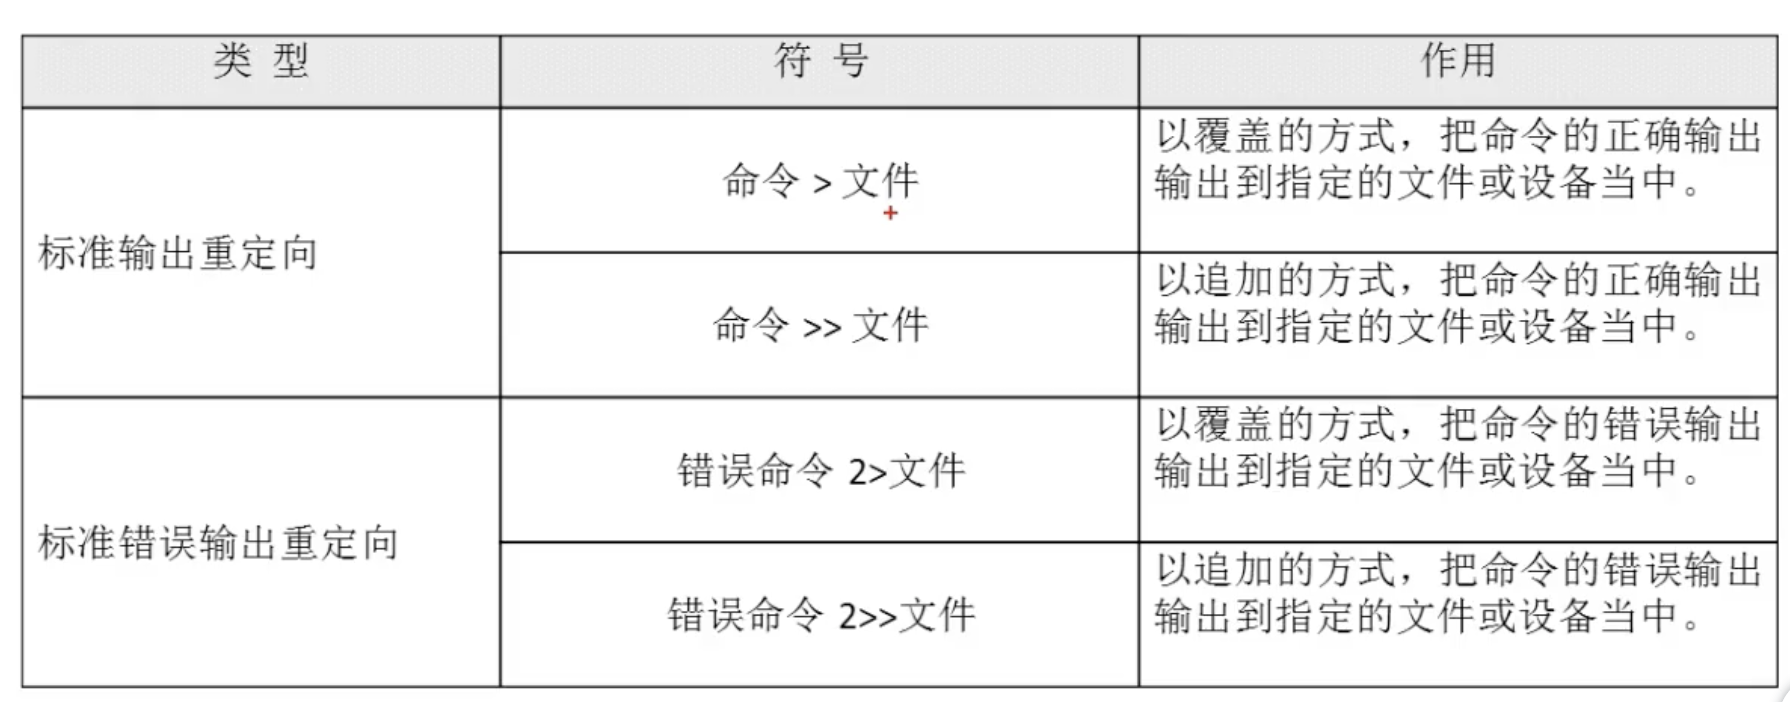 类 型
符 号
作用
标准输出重定向
命令 > 文件
以覆盖的方式，把命令的正确输出
输出到指定的文件或设备当中。
命令 >> 文件
以追加的方式，把命令的正确输出
输出到指定的文件或设备当中。
标准错误输出重定向
错误命令 2>文件
以覆盖的方式，把命令的错误输出
输出到指定的文件或设备当中。
错误命令 2>>文件
以追加的方式，把命令的错误输出
输出到指定的文件或设备当中。